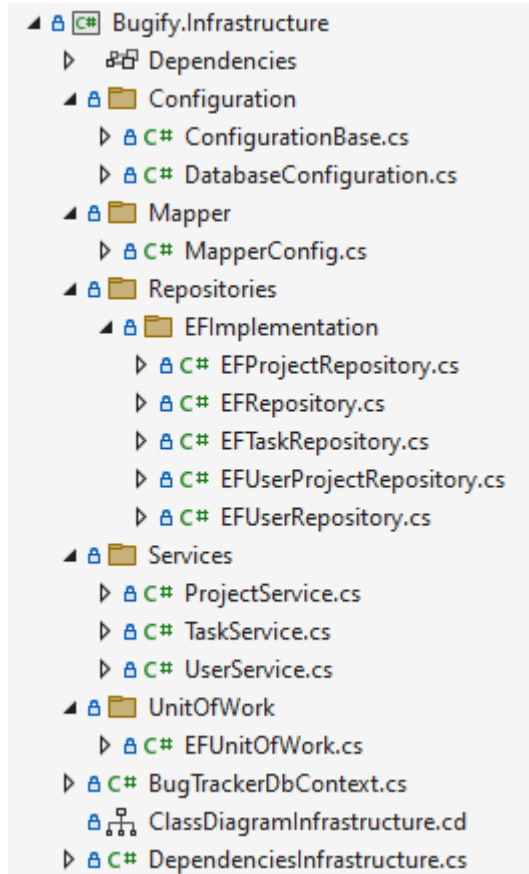 C# Bugify.Infrastructure
Dependencies
Configuration
C# ConfigurationBase.cs
C# DatabaseConfiguration.cs
Mapper
C# MapperConfig.cs
Repositories
EFImplementation
C# EFProjectRepository.cs
C# EFRepository.cs
C# EFTaskRepository.cs
C# EFUserProjectRepository.cs
C# EFUserRepository.cs
Services
C# ProjectService.cs
C# TaskService.cs
C# UserService.cs
UnitOfWork
C# EFUnitOfWork.cs
C# BugTrackerDbContext.cs
ClassDiagramInfrastructure.cd
C# DependenciesInfrastructure.cs